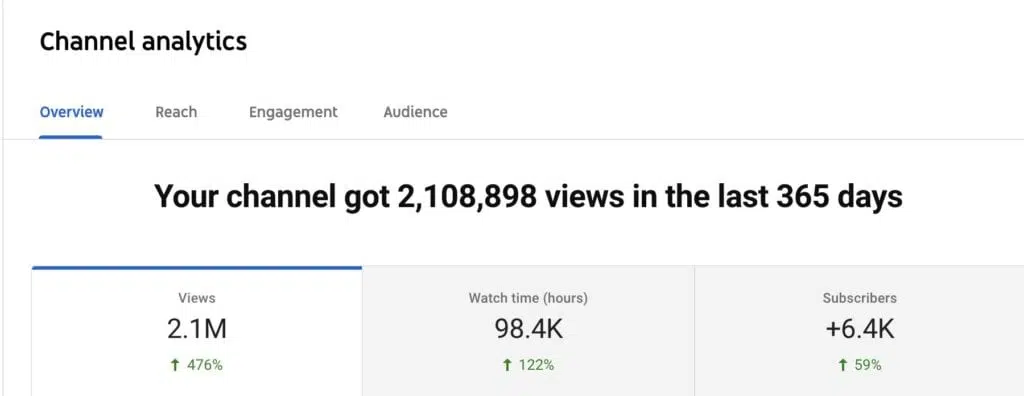 Channel analytics
Overview Reach Engagement Audience
Your channel got 2,108,898 views in the last 365 days
Views Watch time (hours) Subscribers
2.1M 98.4K +6.4K
↑ 476% ↑ 122% ↑ 59%